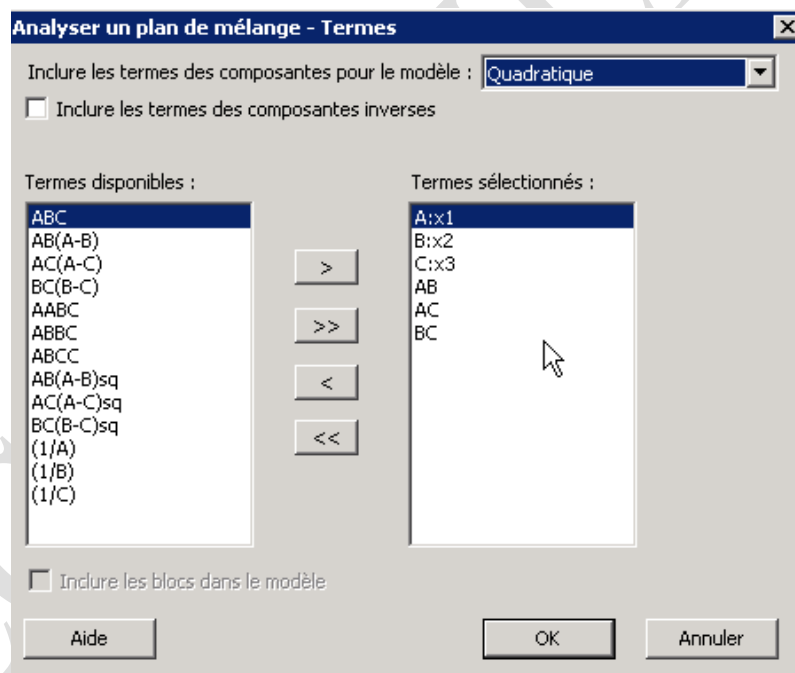 Analyser un plan de mélange - Termes
Inclure les termes des composantes pour le modèle : Quadratique
Inclure les termes des composantes inverses
Termes disponibles :
ABC
AB(A-B)
AC(A-C)
BC(B-C)
AABC
ABBC
ABCC
AB(A-B)sq
AC(A-C)sq
BC(B-C)sq
(1/A)
(1/B)
(1/C)
>
>>
<
<<
Termes sélectionnés :
A:x1
B:x2
C:x3
AB
AC
BC
Inclure les blocs dans le modèle
Aide
OK
Annuler